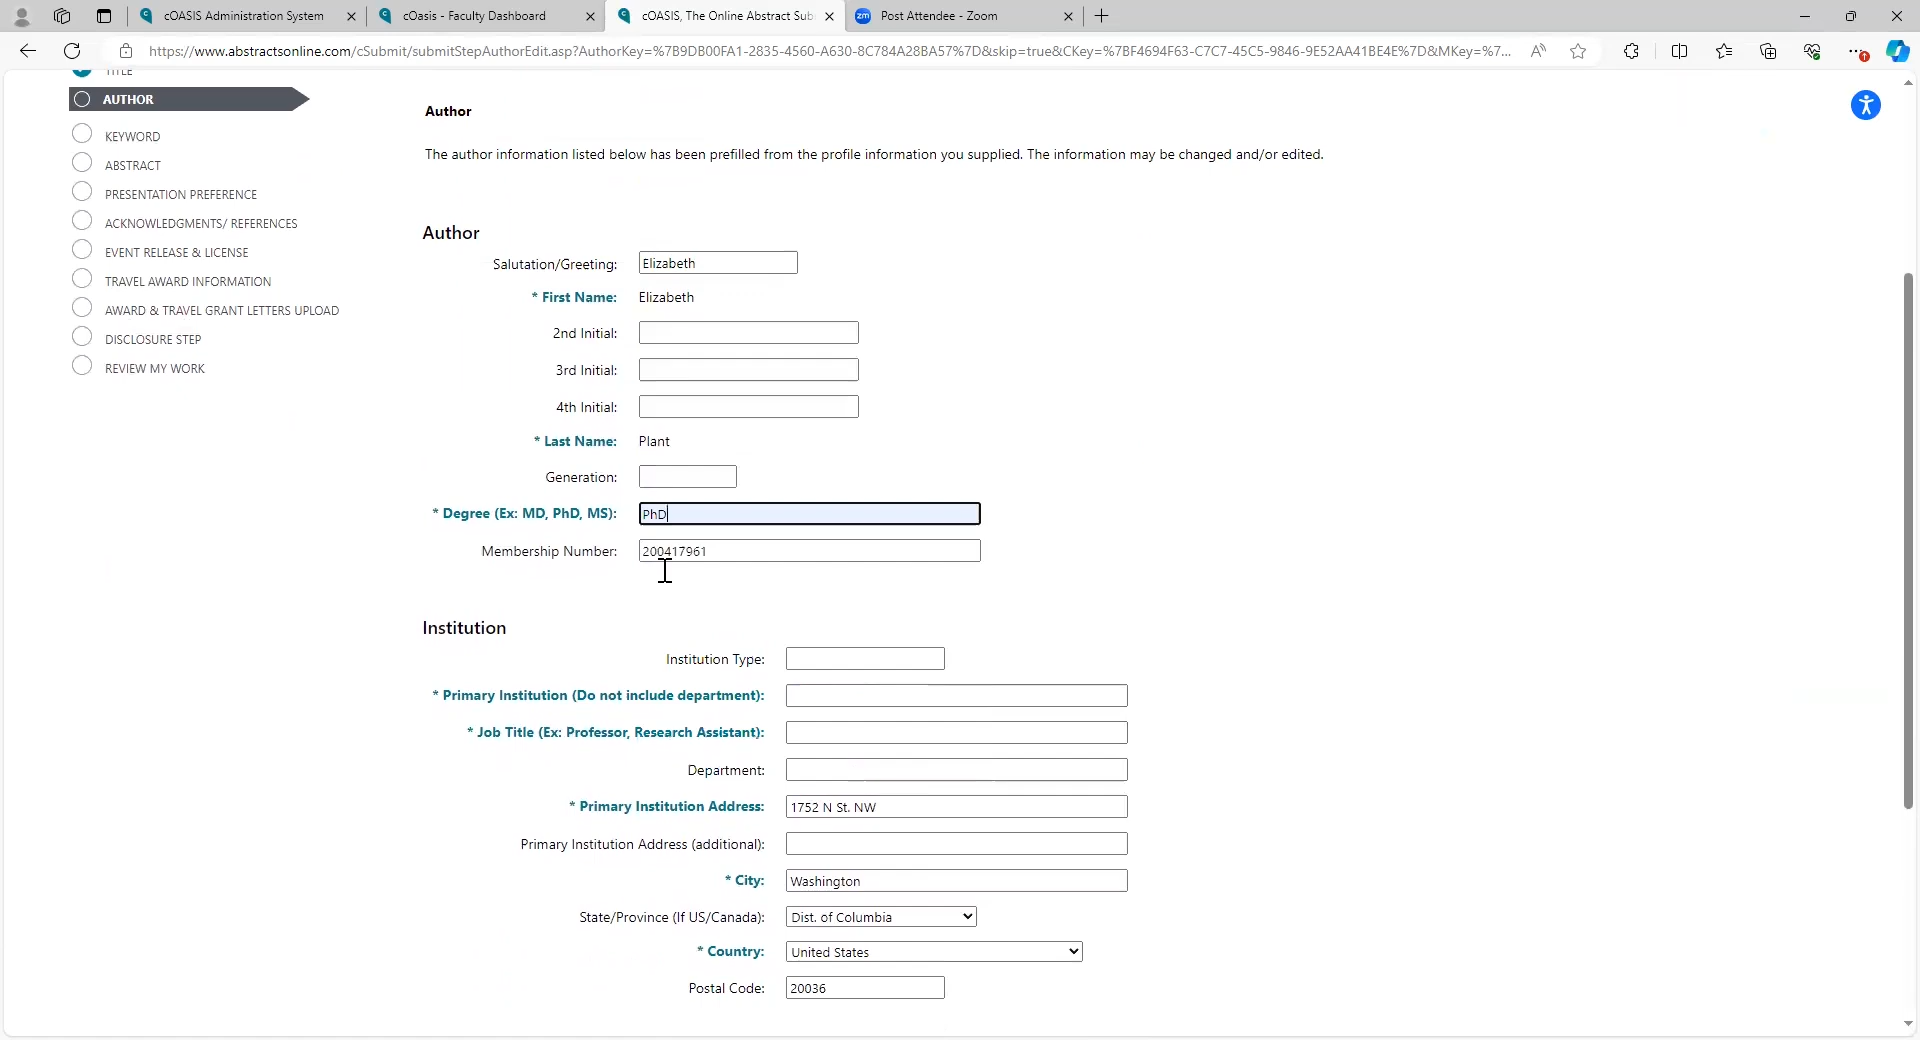 cOASIS Administration System
cOasis - Faculty Dashboard
cOASIS, The Online Abstract Sub
Post Attendee - Zoom
https://www.abstractsonline.com/cSubmit/submitStepAuthorEdit.asp?AuthorKey=%7B9DB00FA1-2835-4560-A630-8C784A28BA57%7D&skip=true&CKey=%7BF4694F63-C7C7-45C5-9846-9E52AA41BE4E%7D&MKey=%7...
TITLE
AUTHOR
KEYWORD
ABSTRACT
PRESENTATION PREFERENCE
ACKNOWLEDGMENTS/ REFERENCES
EVENT RELEASE & LICENSE
TRAVEL AWARD INFORMATION
AWARD & TRAVEL GRANT LETTERS UPLOAD
DISCLOSURE STEP
REVIEW MY WORK
Author
The author information listed below has been prefilled from the profile information you supplied. The information may be changed and/or edited.
Author
Salutation/Greeting: Elizabeth
* First Name: Elizabeth
2nd Initial:
3rd Initial:
4th Initial:
* Last Name: Plant
Generation:
* Degree (Ex: MD, PhD, MS): PhD
Membership Number: 200417961
Institution
Institution Type:
* Primary Institution (Do not include department):
* Job Title (Ex: Professor, Research Assistant):
Department:
* Primary Institution Address: 1752 N St. NW
Primary Institution Address (additional):
* City: Washington
State/Province (If US/Canada): Dist. of Columbia
* Country: United States
Postal Code: 20036